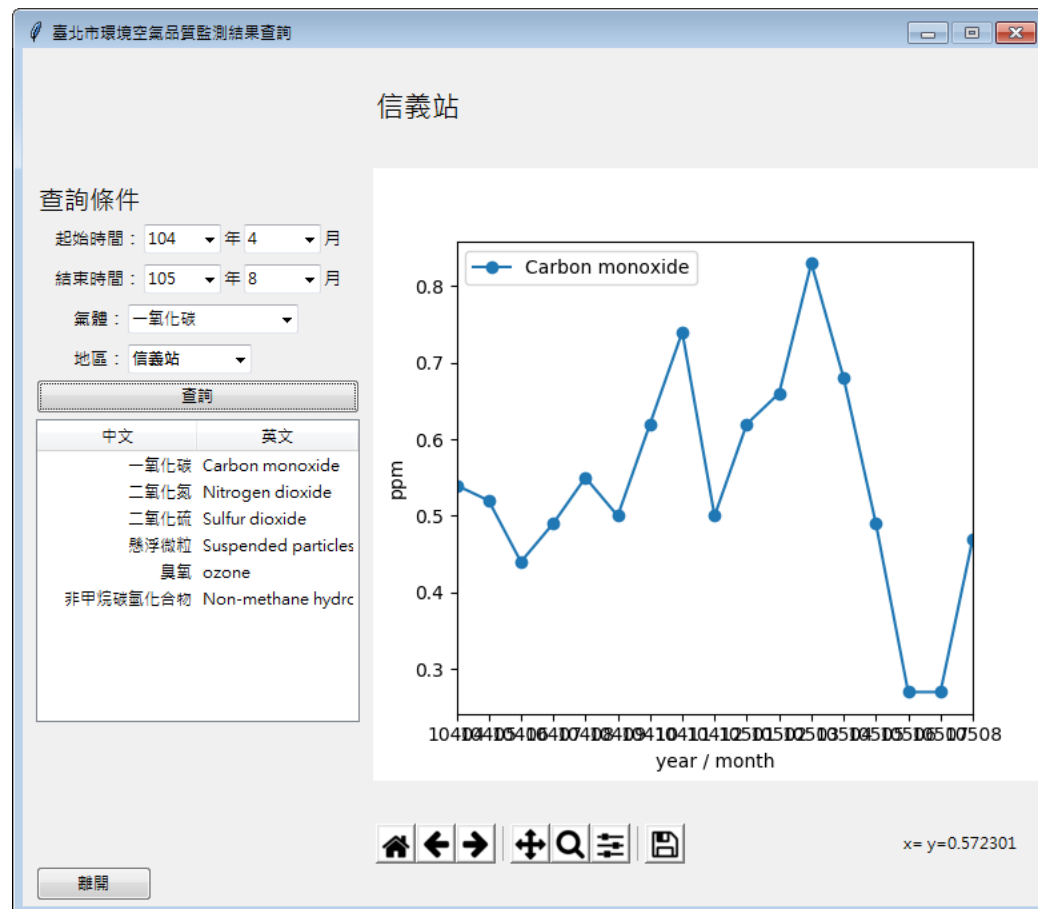 臺北市環境空氣品質監測結果查詢
信義站
查詢條件
起始時間： 104 年 4 月
結束時間： 105 年 8 月
氣體： 一氧化碳
地區： 信義站
查詢
中文 英文
一氧化碳 Carbon monoxide
二氧化氮 Nitrogen dioxide
二氧化硫 Sulfur dioxide
懸浮微粒 Suspended particles
臭氧 ozone
非甲烷碳氫化合物 Non-methane hydrc
Carbon monoxide
0.8
0.7
0.6
0.5
0.4
0.3
ppm
year / month
x= y=0.572301
離開